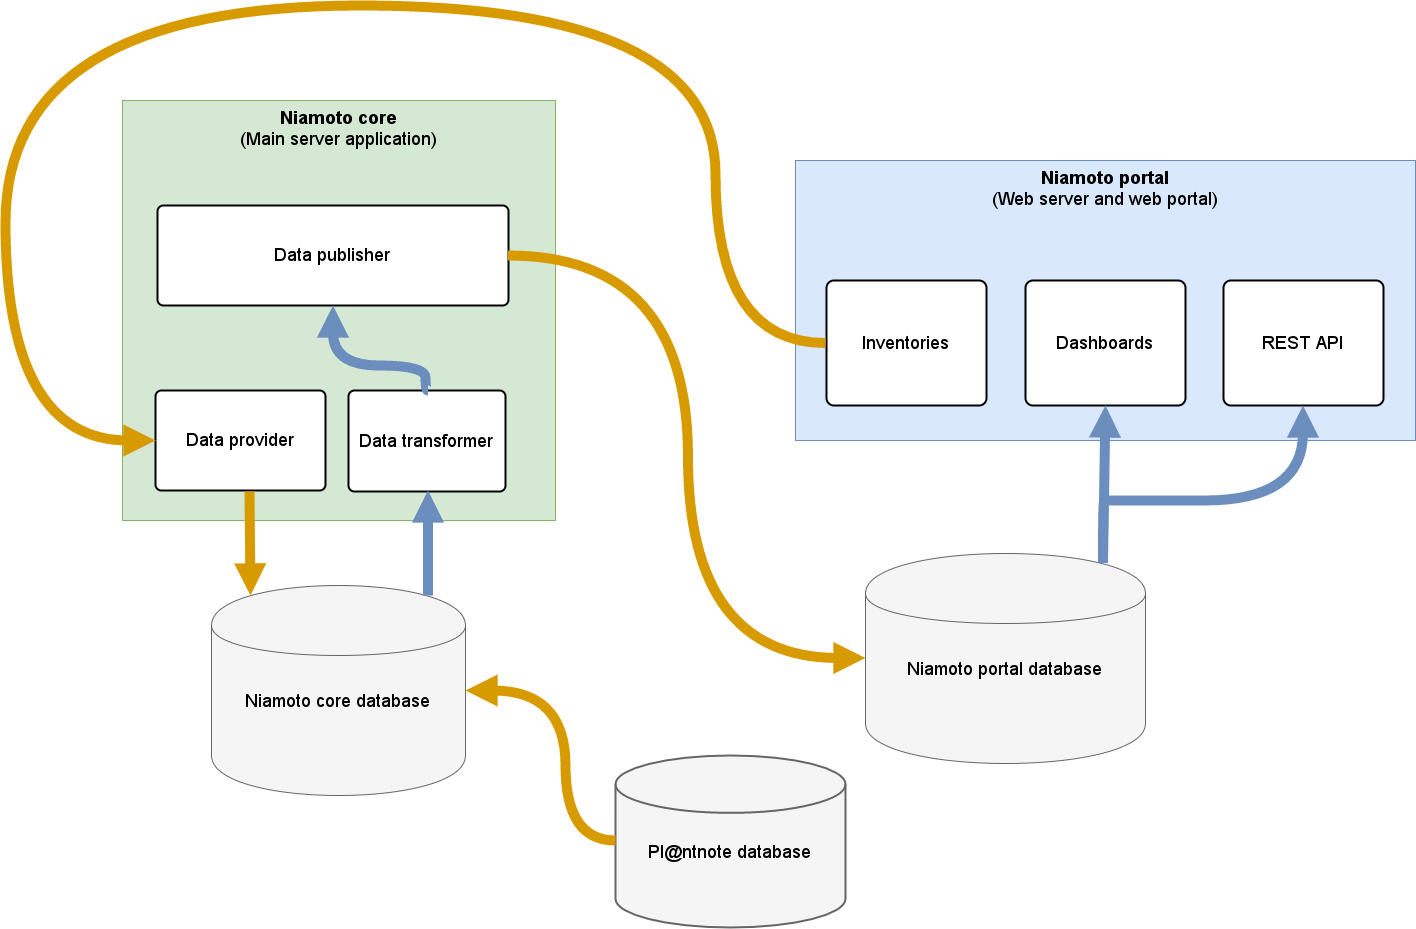 Niamoto core
(Main server application)
Data publisher
Data provider
Data transformer
Niamoto portal
(Web server and web portal)
Inventories
Dashboards
REST API
Niamoto core database
Niamoto portal database
Pl@ntnote database